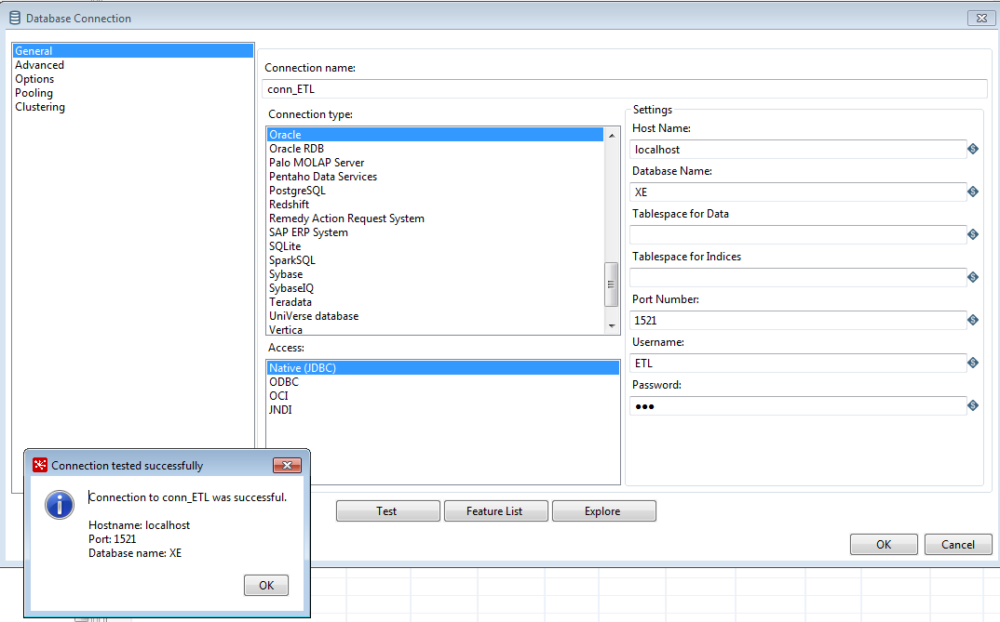 Database Connection
General
Advanced
Options
Pooling
Clustering
Connection name:
conn_ETL
Connection type:
Oracle
Oracle RDB
Palo MOLAP Server
Pentaho Data Services
PostgreSQL
Redshift
Remedy Action Request System
SAP ERP System
SQLite
SparkSQL
Sybase
SybaseIQ
Teradata
UniVerse database
Vertica
Access:
Native (JDBC)
ODBC
OCI
JNDI
Settings
Host Name:
localhost
Database Name:
XE
Tablespace for Data
Tablespace for Indices
Port Number:
1521
Username:
ETL
Password:
●●●
Test Feature List Explore
OK Cancel
Connection tested successfully
Connection to conn_ETL was successful.
Hostname: localhost
Port: 1521
Database name: XE
OK